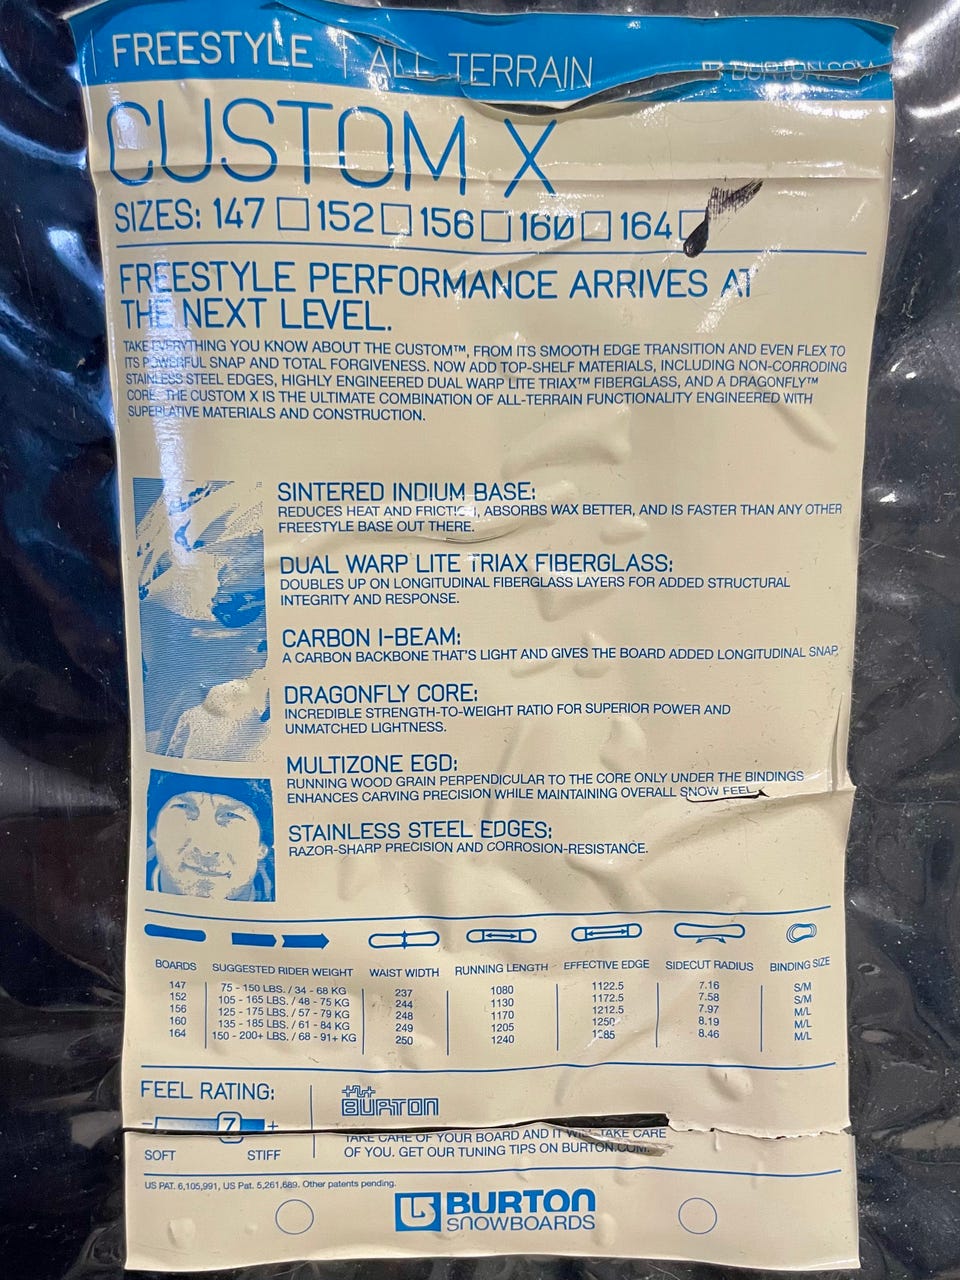 FREESTYLE | ALL TERRAIN BURTON.COM
CUSTOM X
SIZES: 147 152 156 160 164
FREESTYLE PERFORMANCE ARRIVES AT
THE NEXT LEVEL.
TAKE EVERYTHING YOU KNOW ABOUT THE CUSTOM™, FROM ITS SMOOTH EDGE TRANSITION AND EVEN FLEX TO
ITS POWERFUL SNAP AND TOTAL FORGIVENESS. NOW ADD TOP-SHELF MATERIALS, INCLUDING NON-CORRODING
STAINLESS STEEL EDGES, HIGHLY ENGINEERED DUAL WARP LITE TRIAX™ FIBERGLASS, AND A DRAGONFLY™
CORE. THE CUSTOM X IS THE ULTIMATE COMBINATION OF ALL-TERRAIN FUNCTIONALITY ENGINEERED WITH
SUPERLATIVE MATERIALS AND CONSTRUCTION.
SINTERED INDIUM BASE:
REDUCES HEAT AND FRICTION, ABSORBS WAX BETTER, AND IS FASTER THAN ANY OTHER
FREESTYLE BASE OUT THERE.
DUAL WARP LITE TRIAX FIBERGLASS:
DOUBLES UP ON LONGITUDINAL FIBERGLASS LAYERS FOR ADDED STRUCTURAL
INTEGRITY AND RESPONSE.
CARBON I-BEAM:
A CARBON BACKBONE THAT'S LIGHT AND GIVES THE BOARD ADDED LONGITUDINAL SNAP.
DRAGONFLY CORE:
INCREDIBLE STRENGTH-TO-WEIGHT RATIO FOR SUPERIOR POWER AND
UNMATCHED LIGHTNESS.
MULTIZONE EGD:
RUNNING WOOD GRAIN PERPENDICULAR TO THE CORE ONLY UNDER THE BINDINGS
ENHANCES CARVING PRECISION WHILE MAINTAINING OVERALL SNOW FEEL.
STAINLESS STEEL EDGES:
RAZOR-SHARP PRECISION AND CORROSION-RESISTANCE.
BOARDS SUGGESTED RIDER WEIGHT WAIST WIDTH RUNNING LENGTH EFFECTIVE EDGE SIDECUT RADIUS BINDING SIZE
147 75 - 150 LBS. / 34 - 68 KG 237 1080 1122.5 7.16 S/M
152 105 - 165 LBS. / 48 - 75 KG 244 1130 1172.5 7.58 S/M
156 125 - 175 LBS. / 57 - 79 KG 248 1170 1212.5 7.97 M/L
160 135 - 185 LBS. / 61 - 84 KG 249 1205 1250 8.19 M/L
164 150 - 200+ LBS. / 68 - 91+ KG 250 1240 1285 8.46 M/L
FEEL RATING:
- 7 +
SOFT STIFF
BURTON
TAKE CARE OF YOUR BOARD AND IT WILL TAKE CARE
OF YOU. GET OUR TUNING TIPS ON BURTON.COM.
US PAT. 6,105,991, US Pat. 5,261,689. Other patents pending.
BURTON
SNOWBOARDS